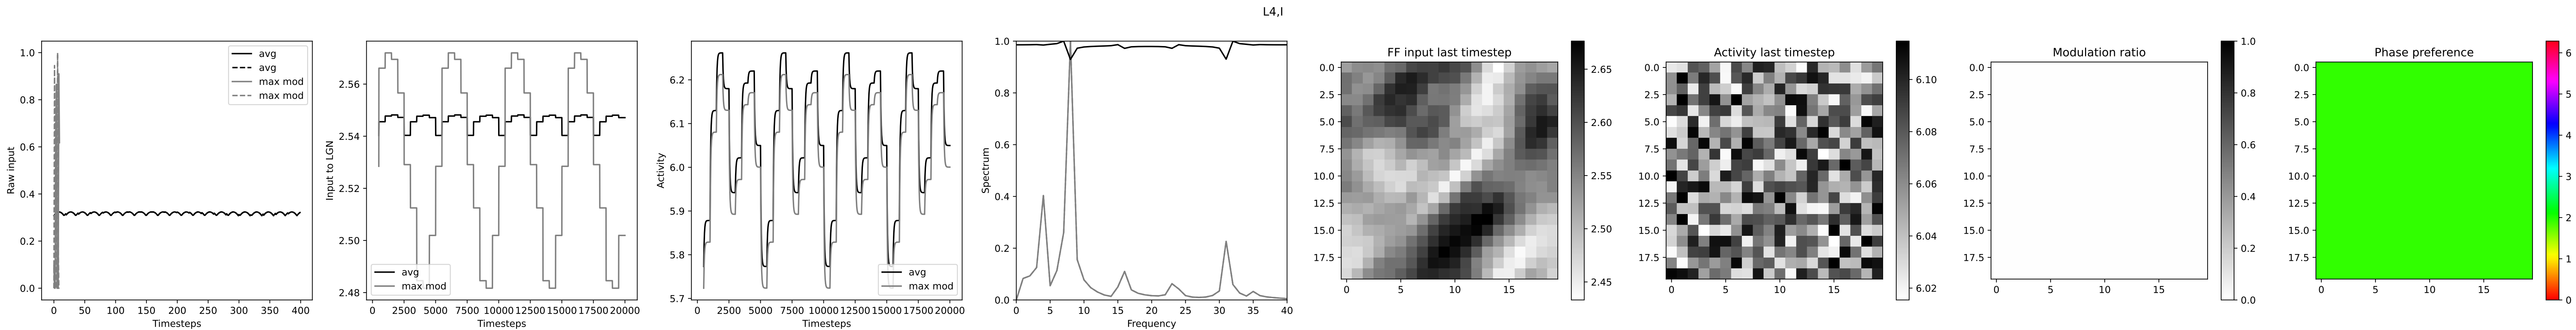 L4,I
Raw input
1.0
0.8
0.6
0.4
0.2
0.0
avg
avg
max mod
max mod
0 50 100 150 200 250 300 350 400
Timesteps
Input to LGN
2.56
2.54
2.52
2.50
2.48
avg
max mod
0 2500 5000 7500 10000 12500 15000 17500 20000
Timesteps
Activity
6.2
6.1
6.0
5.9
5.8
5.7
avg
max mod
0 2500 5000 7500 10000 12500 15000 17500 20000
Timesteps
Spectrum
1.0
0.8
0.6
0.4
0.2
0.0
0 5 10 15 20 25 30 35 40
Frequency
FF input last timestep
0.0
2.5
5.0
7.5
10.0
12.5
15.0
17.5
0 5 10 15
2.65
2.60
2.55
2.50
2.45
Activity last timestep
0.0
2.5
5.0
7.5
10.0
12.5
15.0
17.5
0 5 10 15
6.10
6.08
6.06
6.04
6.02
Modulation ratio
0.0
2.5
5.0
7.5
10.0
12.5
15.0
17.5
0 5 10 15
1.0
0.8
0.6
0.4
0.2
0.0
Phase preference
0.0
2.5
5.0
7.5
10.0
12.5
15.0
17.5
0 5 10 15
6
5
4
3
2
1
0